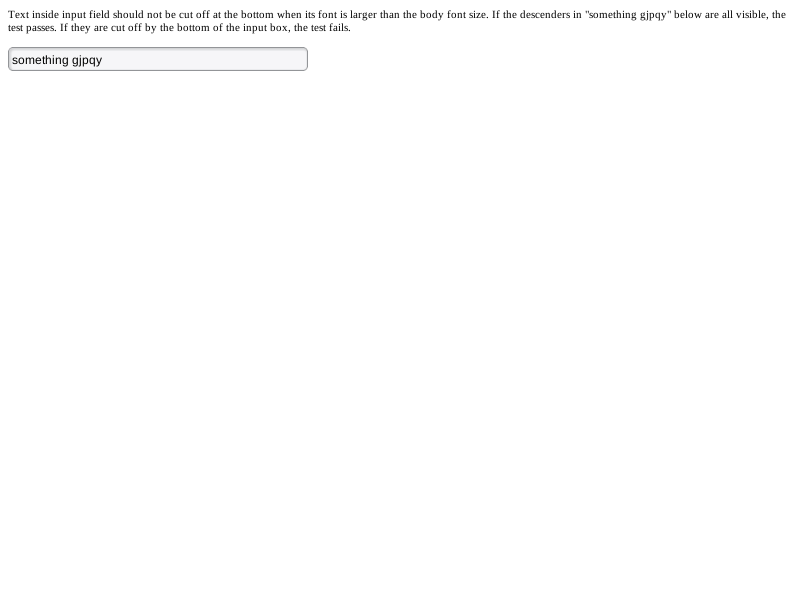 Text inside input field should not be cut off at the bottom when its font is larger than the body font size. If the descenders in "something gjpqy" below are all visible, the
test passes. If they are cut off by the bottom of the input box, the test fails.
something gjpqy